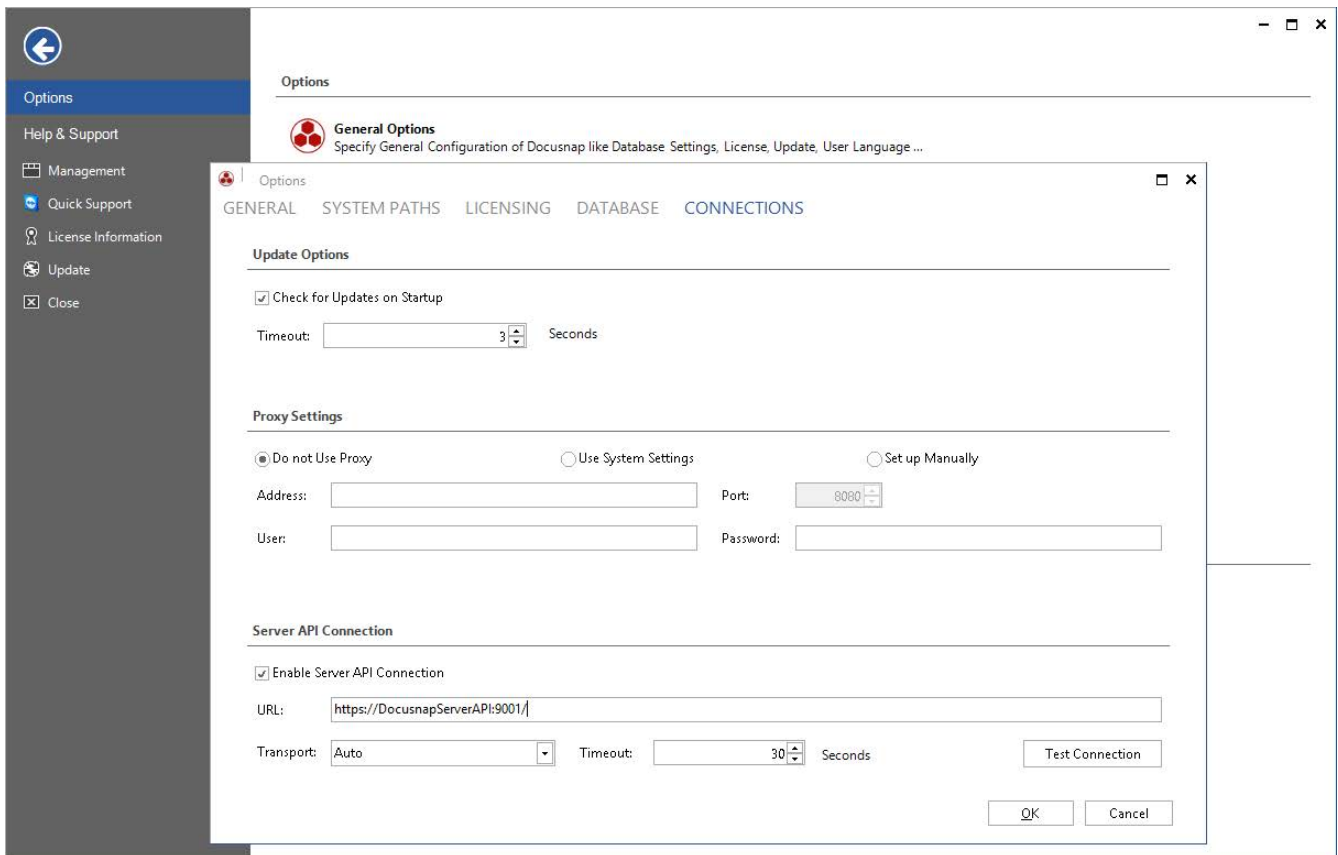 Options
Options
General Options
Specify General Configuration of Docusnap like Database Settings, License, Update, User Language ...
Help & Support
Management
Quick Support
License Information
Update
Close
Options
GENERAL SYSTEM PATHS LICENSING DATABASE CONNECTIONS
Update Options
Check for Updates on Startup
Timeout: 3 Seconds
Proxy Settings
Do not Use Proxy Use System Settings Set up Manually
Address: Port: 8080
User: Password:
Server API Connection
Enable Server API Connection
URL: https://DocusnapServerAPI:9001/
Transport: Auto Timeout: 30 Seconds Test Connection
OK Cancel